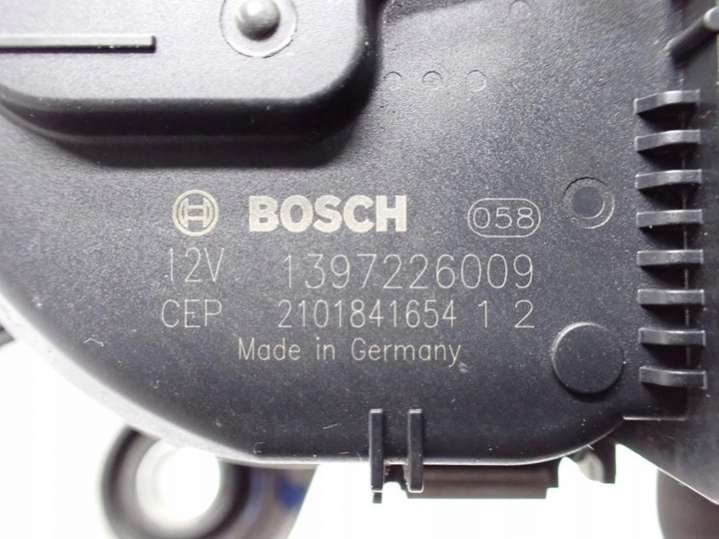 BOSCH 058
12V 1397226009
CEP 2101841654 1 2
Made in Germany